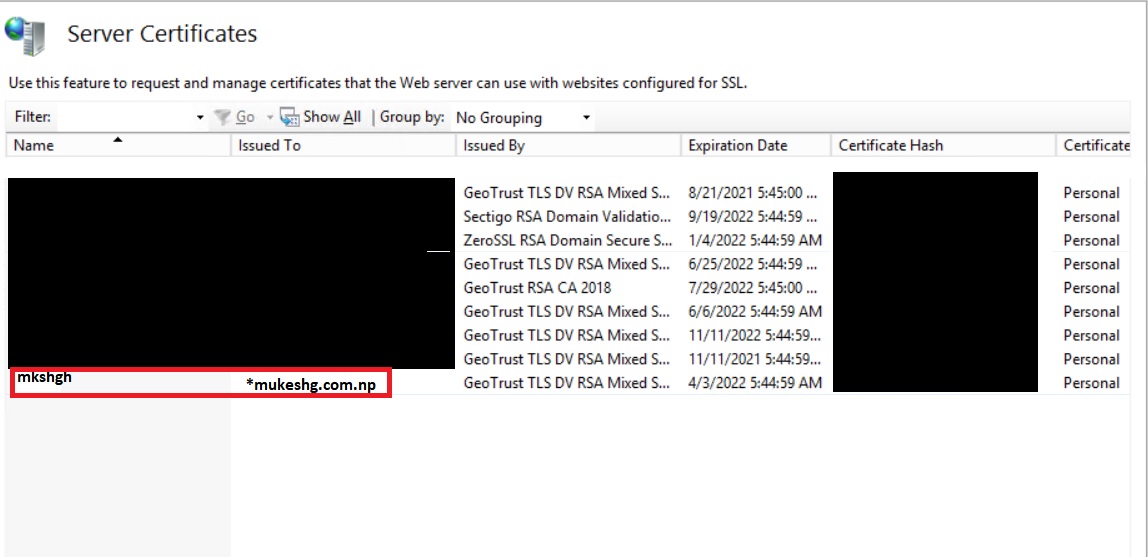 Server Certificates
Use this feature to request and manage certificates that the Web server can use with websites configured for SSL.
Filter: Go Show All Group by: No Grouping
Name Issued To Issued By Expiration Date Certificate Hash Certificate
GeoTrust TLS DV RSA Mixed S... 8/21/2021 5:45:00 ... Personal
Sectigo RSA Domain Validatio... 9/19/2022 5:44:59 ... Personal
ZeroSSL RSA Domain Secure S... 1/4/2022 5:44:59 AM Personal
GeoTrust TLS DV RSA Mixed S... 6/25/2022 5:44:59 ... Personal
GeoTrust RSA CA 2018 7/29/2022 5:45:00 ... Personal
GeoTrust TLS DV RSA Mixed S... 6/6/2022 5:44:59 AM Personal
GeoTrust TLS DV RSA Mixed S... 11/11/2022 5:44:59... Personal
GeoTrust TLS DV RSA Mixed S... 11/11/2021 5:44:59... Personal
mkshgh *mukeshg.com.np GeoTrust TLS DV RSA Mixed S... 4/3/2022 5:44:59 AM Personal